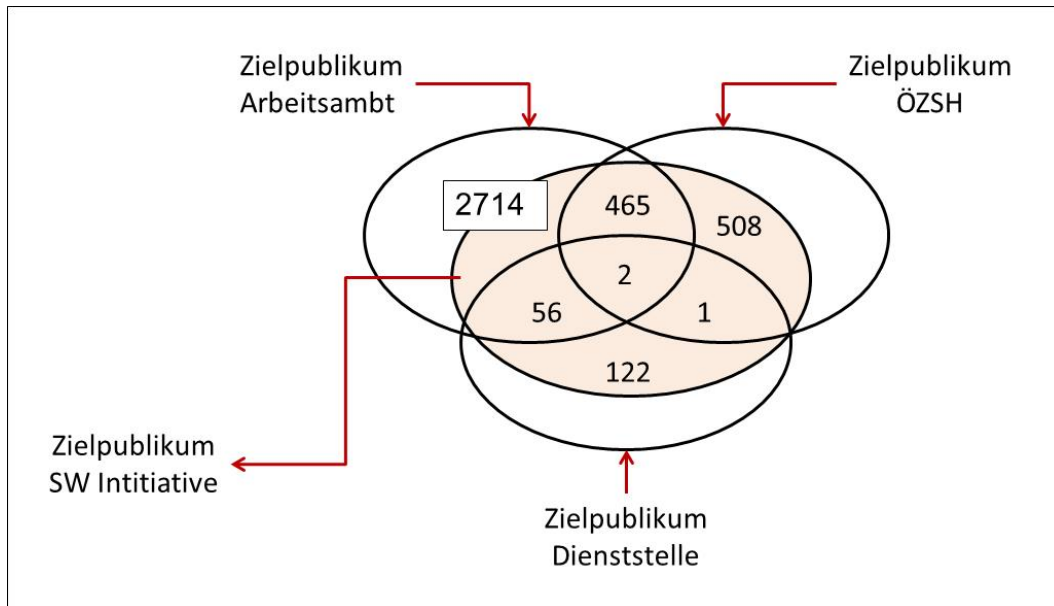 Zielpublikum
Arbeitsambt
Zielpublikum
ÖZSH
2714
465
508
2
56
1
122
Zielpublikum
SW Intitiative
Zielpublikum
Dienststelle